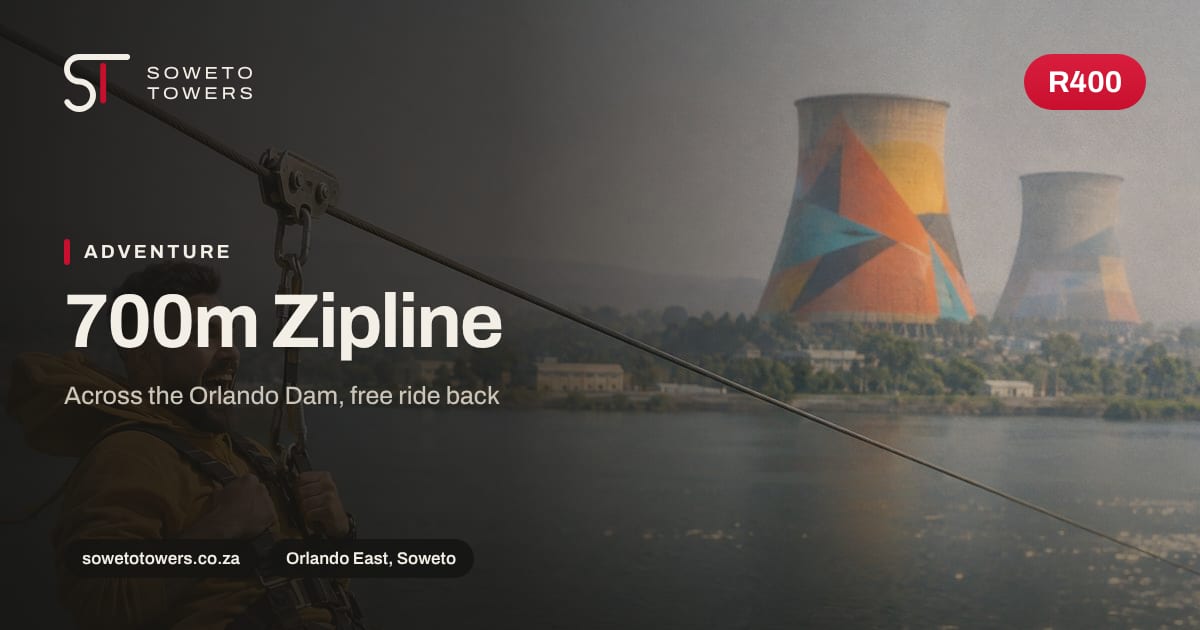 SOWETO
TOWERS
R400
ADVENTURE
700m Zipline
Across the Orlando Dam, free ride back
sowetotowers.co.za
Orlando East, Soweto